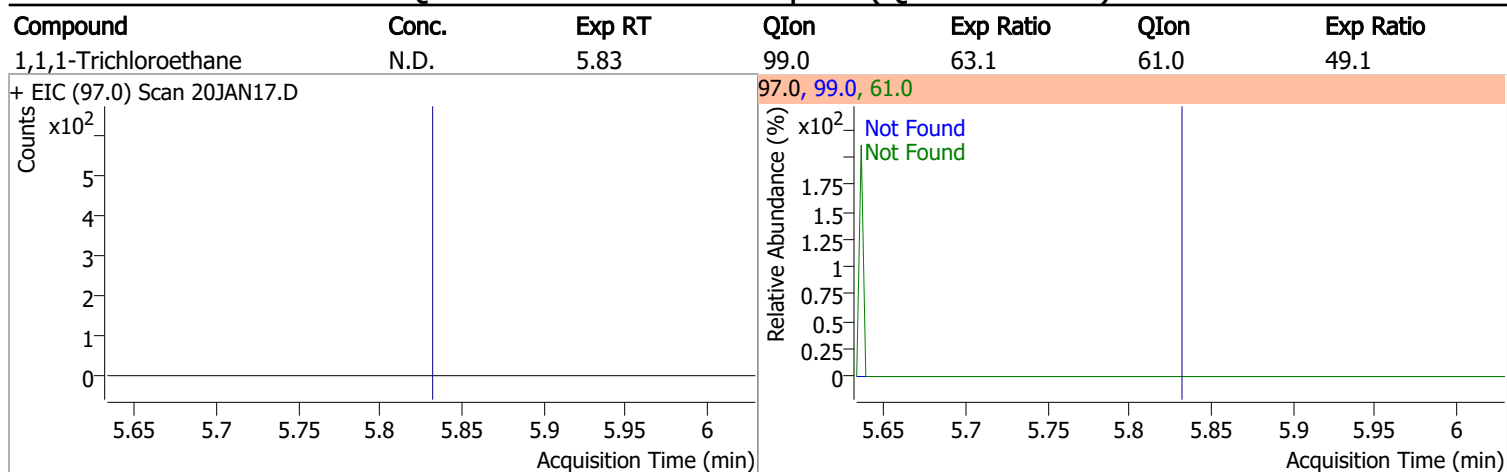 Compound Conc. Exp RT QIon Exp Ratio QIon Exp Ratio
1,1,1-Trichloroethane N.D. 5.83 99.0 63.1 61.0 49.1
+ EIC (97.0) Scan 20JAN17.D
Counts
x10²
5
4
3
2
1
0
5.65 5.7 5.75 5.8 5.85 5.9 5.95 6
Acquisition Time (min)
97.0, 99.0, 61.0
Relative Abundance (%)
x10²
Not Found
Not Found
1.75
1.5
1.25
1
0.75
0.5
0.25
0
5.65 5.7 5.75 5.8 5.85 5.9 5.95 6
Acquisition Time (min)